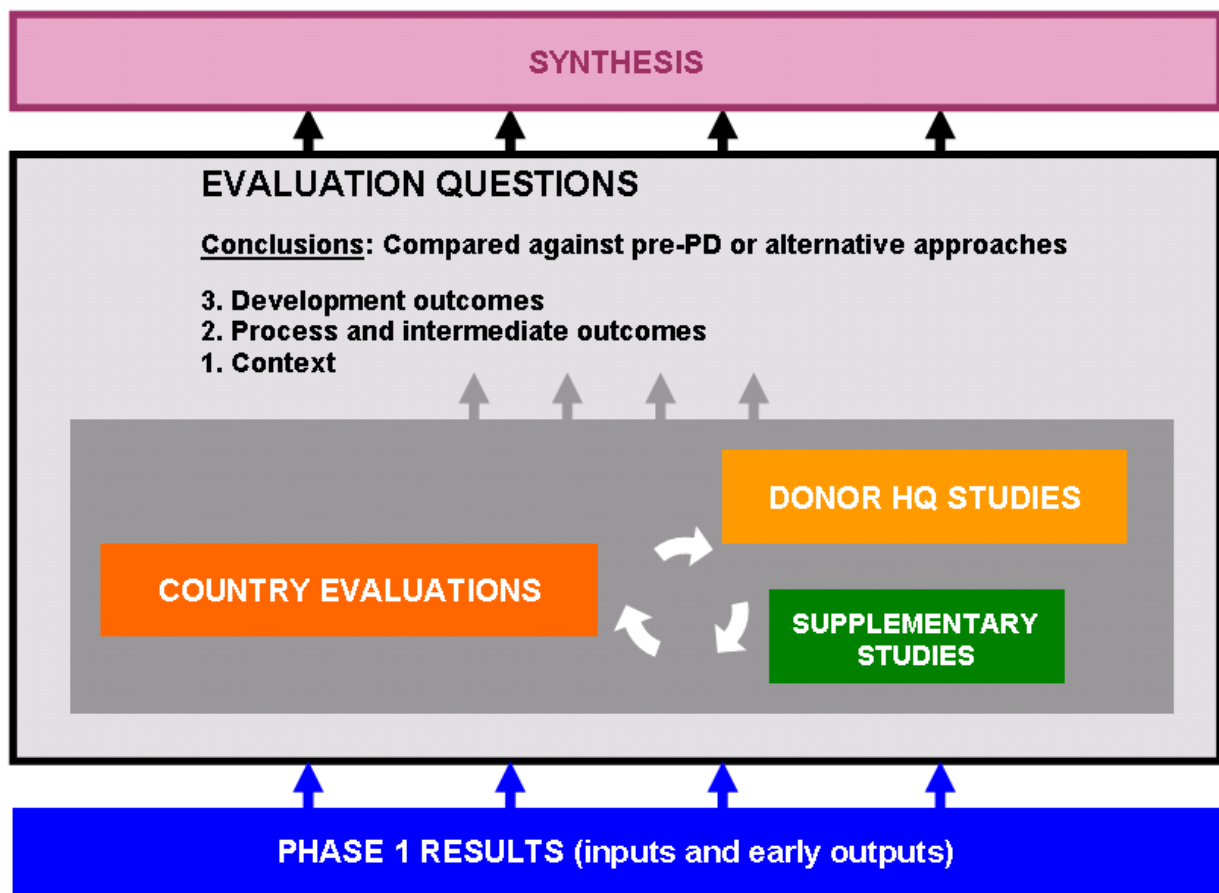 SYNTHESIS
EVALUATION QUESTIONS
Conclusions: Compared against pre-PD or alternative approaches
3. Development outcomes
2. Process and intermediate outcomes
1. Context
DONOR HQ STUDIES
COUNTRY EVALUATIONS
SUPPLEMENTARY
STUDIES
PHASE 1 RESULTS (inputs and early outputs)